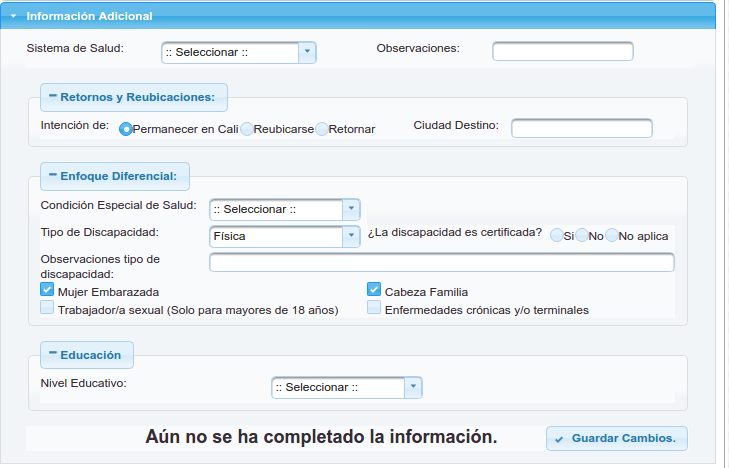 Información Adicional
Sistema de Salud: :: Seleccionar :: Observaciones:
Retornos y Reubicaciones:
Intención de: Permanecer en Cali Reubicarse Retornar Ciudad Destino:
Enfoque Diferencial:
Condición Especial de Salud: :: Seleccionar ::
Tipo de Discapacidad: Física ¿La discapacidad es certificada? Si No No aplica
Observaciones tipo de
discapacidad:
Mujer Embarazada Cabeza Familia
Trabajador/a sexual (Solo para mayores de 18 años) Enfermedades crónicas y/o terminales
Educación
Nivel Educativo: :: Seleccionar ::
Aún no se ha completado la información. Guardar Cambios.